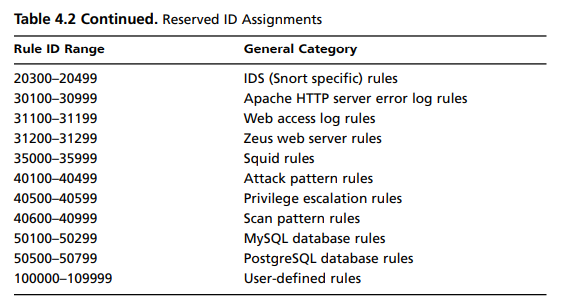 Table 4.2 Continued. Reserved ID Assignments
Rule ID Range General Category
20300–20499 IDS (Snort specific) rules
30100–30999 Apache HTTP server error log rules
31100–31199 Web access log rules
31200–31299 Zeus web server rules
35000–35999 Squid rules
40100–40499 Attack pattern rules
40500–40599 Privilege escalation rules
40600–40999 Scan pattern rules
50100–50299 MySQL database rules
50500–50799 PostgreSQL database rules
100000–109999 User-defined rules